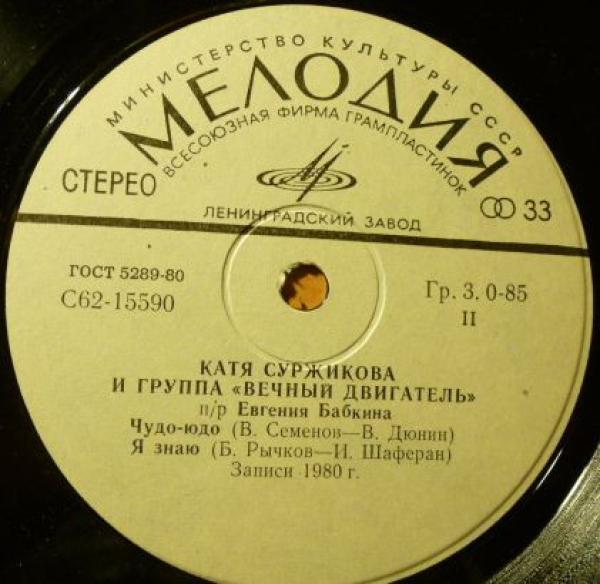 МИНИСТЕРСТВО КУЛЬТУРЫ СССР
МЕЛОДИЯ
ВСЕСОЮЗНАЯ ФИРМА ГРАМПЛАСТИНОК
СТЕРЕО
33
ЛЕНИНГРАДСКИЙ ЗАВОД
ГОСТ 5289-80
С62-15590
Гр. 3. 0-85
II
КАТЯ СУРЖИКОВА
И ГРУППА «ВЕЧНЫЙ ДВИГАТЕЛЬ»
п/р Евгения Бабкина
Чудо-юдо (В. Семенов—В. Дюнин)
Я знаю (Б. Рычков—И. Шаферан)
Записи 1980 г.